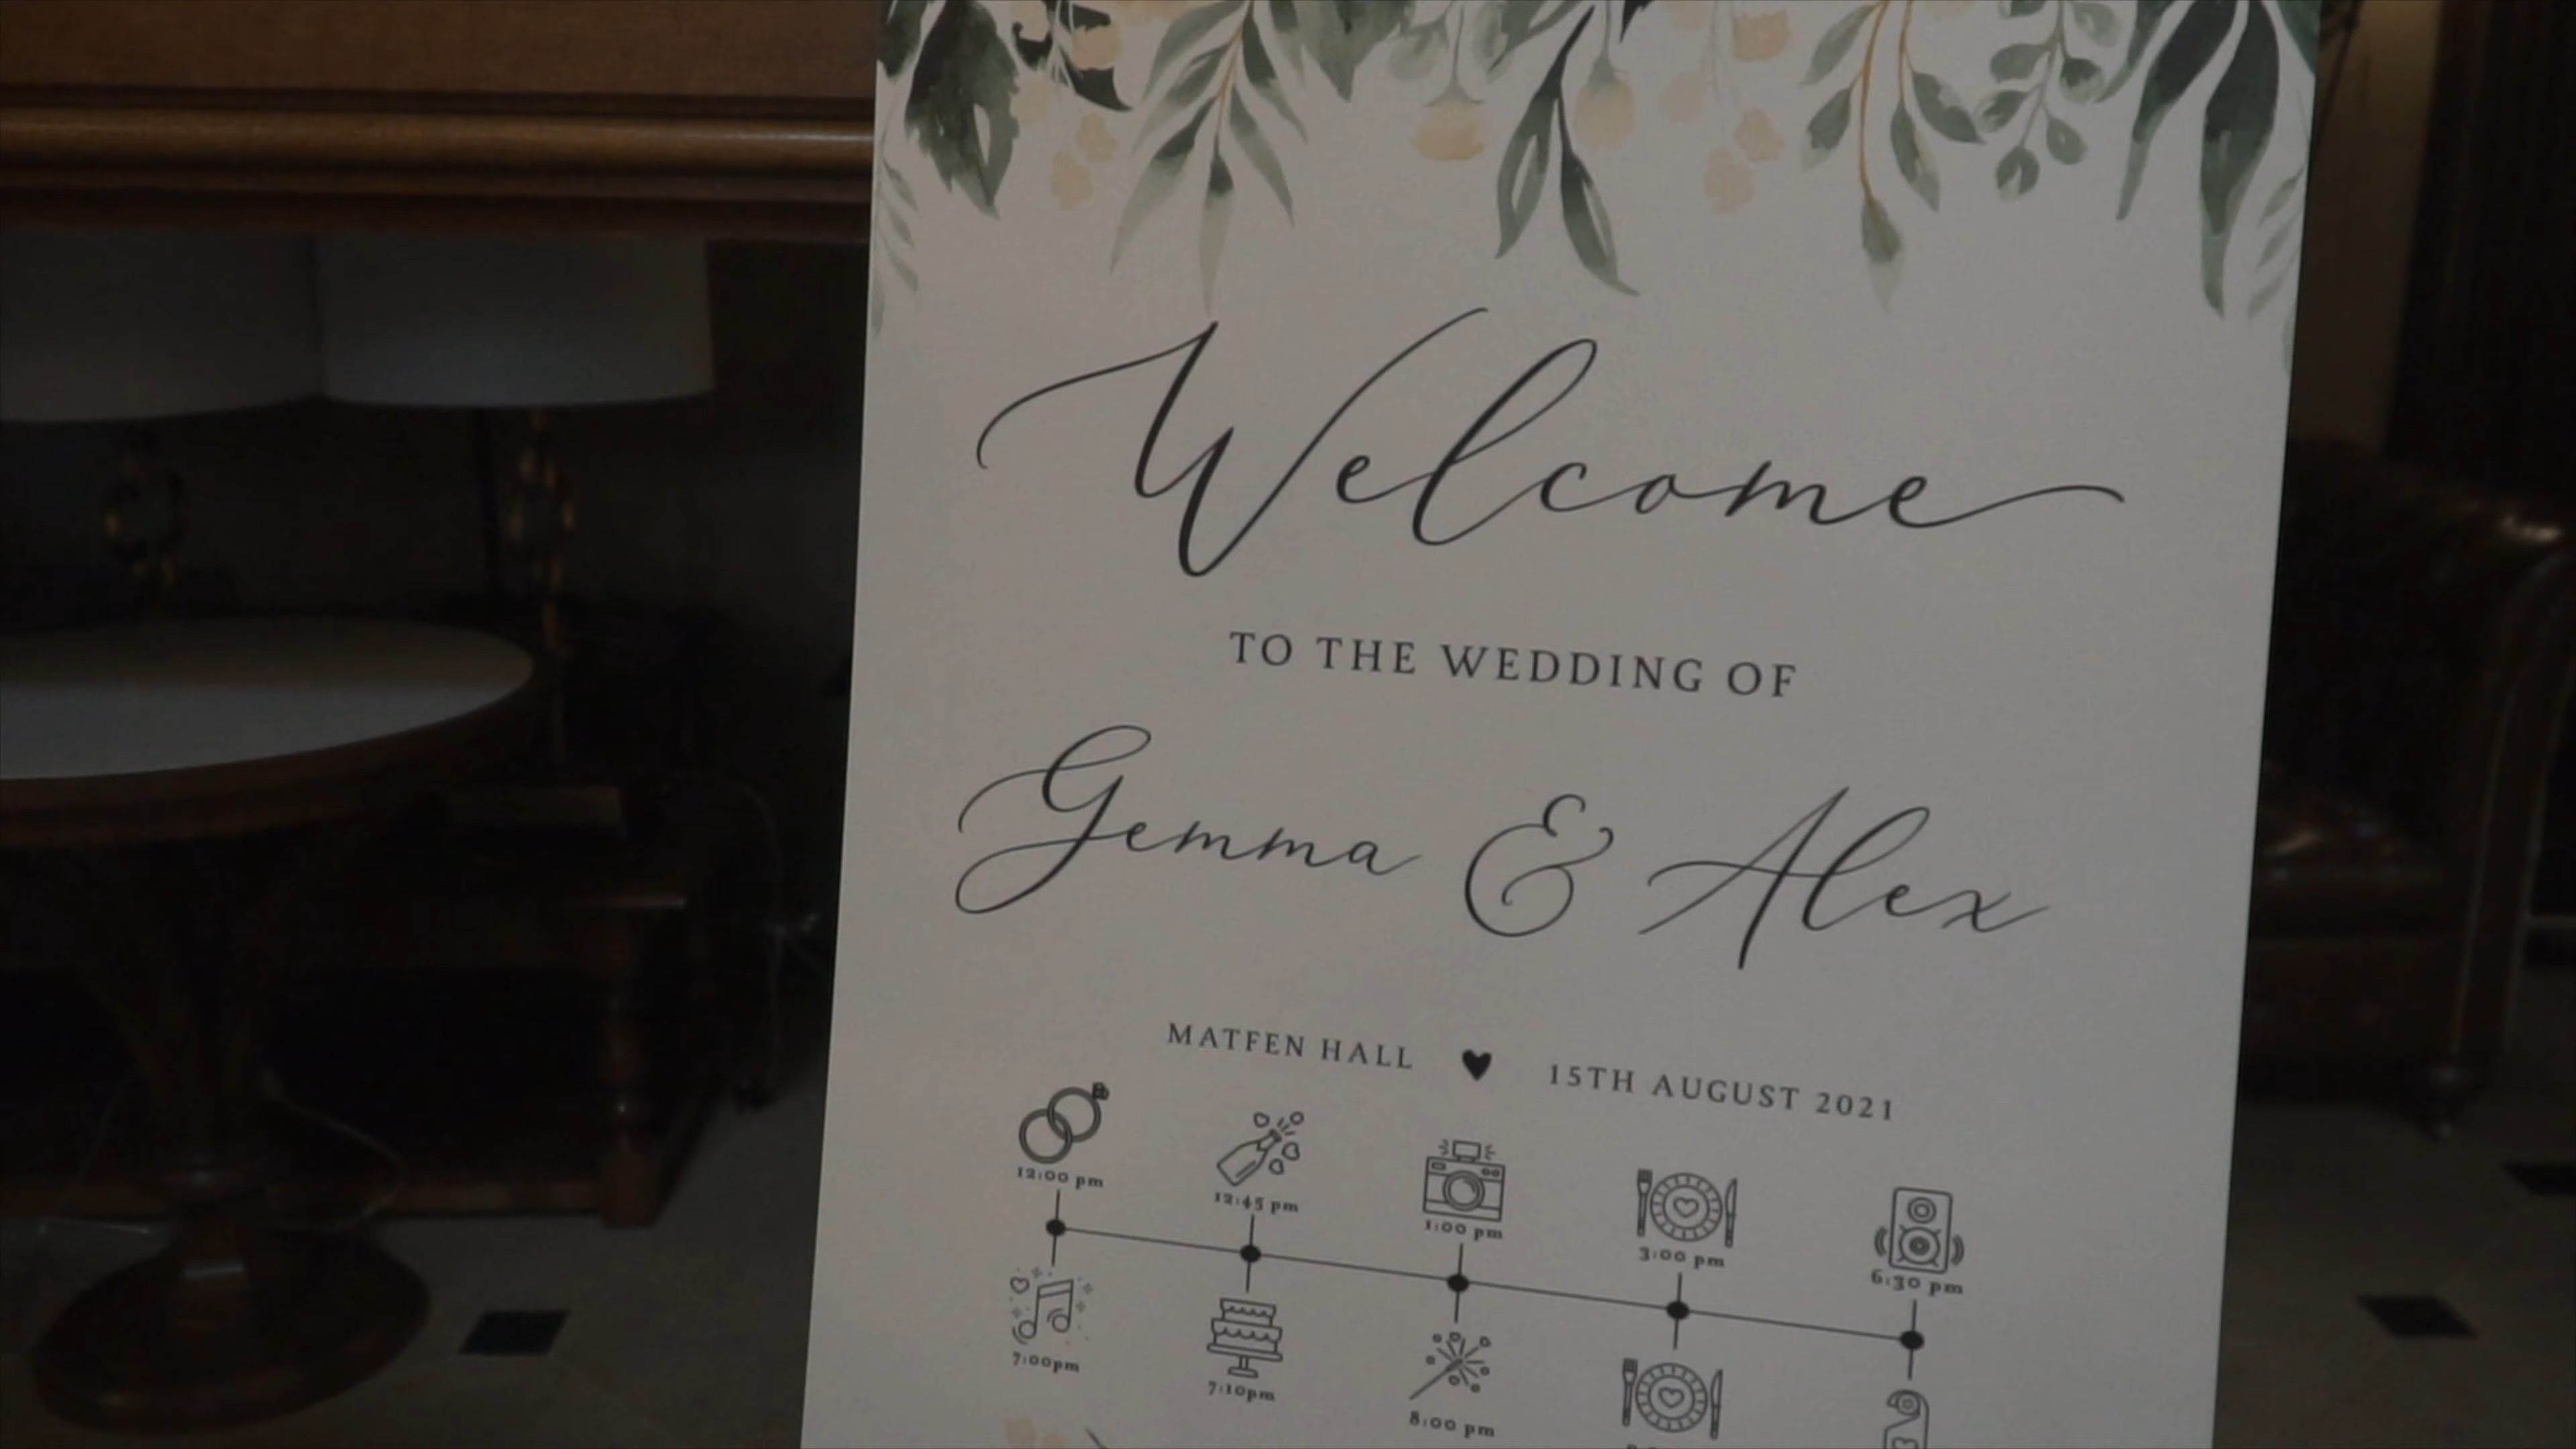 Welcome
TO THE WEDDING OF
Gemma & Alex
MATFEN HALL ♥ 15TH AUGUST 2021
12:00 pm 12:45 pm 1:00 pm 3:00 pm 6:30 pm
7:00pm 7:10pm 8:00 pm